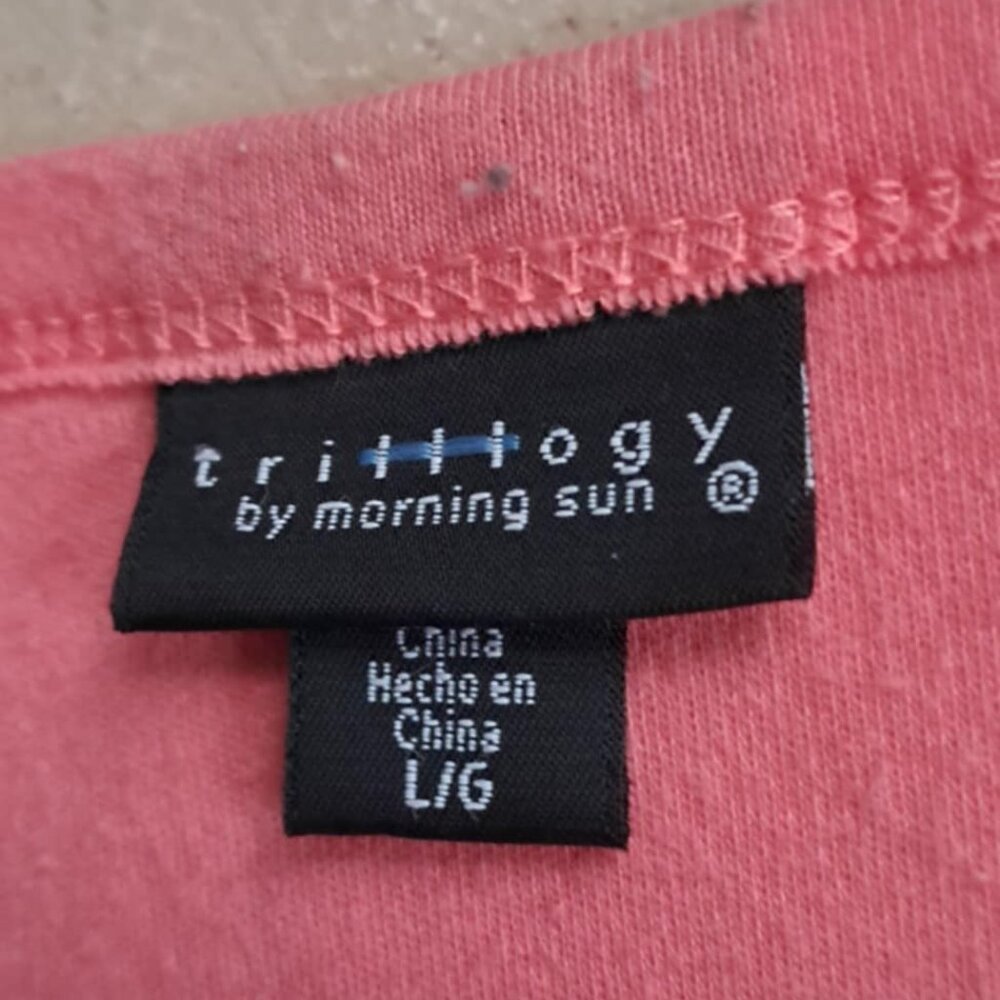 trilllogy
by morning sun ®
China
Hecho en
China
L/G